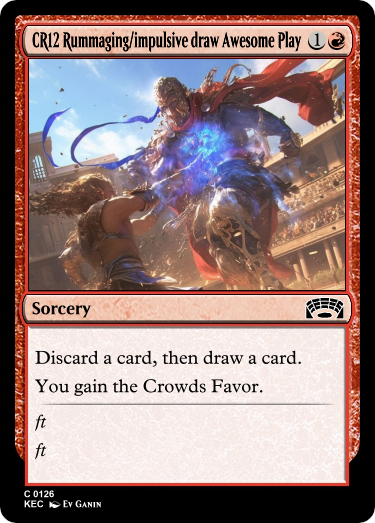 CR12 Rummaging/impulsive draw Awesome Play 1
Sorcery
Discard a card, then draw a card.
You gain the Crowds Favor.
ft
ft
C 0126
KEC Ev Ganin